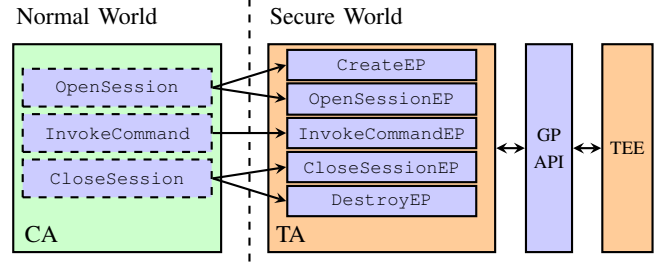 Normal World
Secure World
OpenSession
InvokeCommand
CloseSession
CA
CreateEP
OpenSessionEP
InvokeCommandEP
CloseSessionEP
DestroyEP
TA
GP
API
TEE